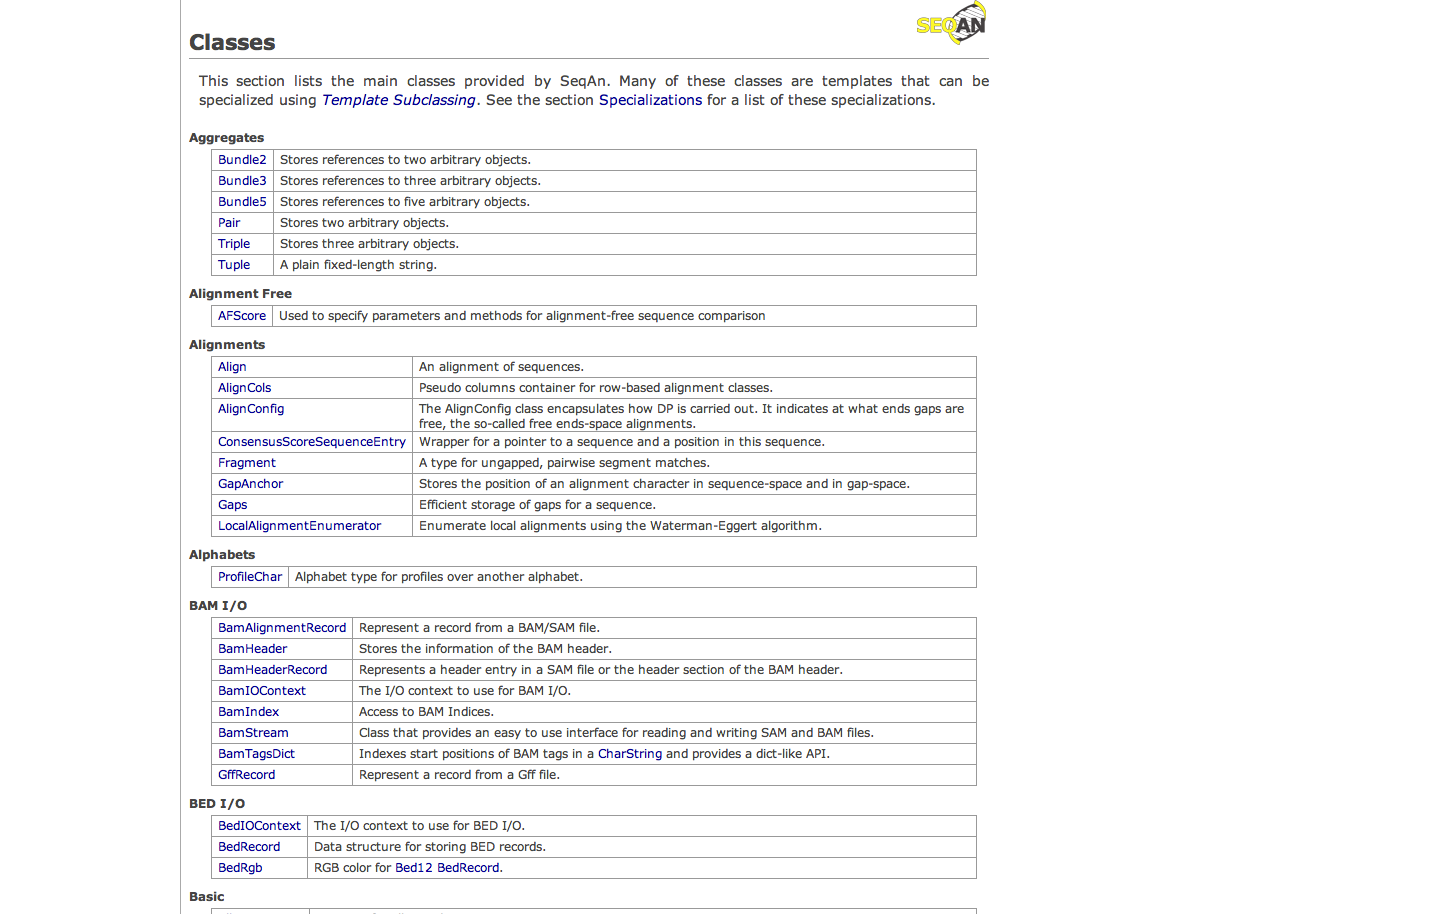 SEQAN
Classes
This section lists the main classes provided by SeqAn. Many of these classes are templates that can be
specialized using Template Subclassing. See the section Specializations for a list of these specializations.
Aggregates
Bundle2 Stores references to two arbitrary objects.
Bundle3 Stores references to three arbitrary objects.
Bundle5 Stores references to five arbitrary objects.
Pair Stores two arbitrary objects.
Triple Stores three arbitrary objects.
Tuple A plain fixed-length string.
Alignment Free
AFScore Used to specify parameters and methods for alignment-free sequence comparison
Alignments
Align An alignment of sequences.
AlignCols Pseudo columns container for row-based alignment classes.
AlignConfig The AlignConfig class encapsulates how DP is carried out. It indicates at what ends gaps are
free, the so-called free ends-space alignments.
ConsensusScoreSequenceEntry Wrapper for a pointer to a sequence and a position in this sequence.
Fragment A type for ungapped, pairwise segment matches.
GapAnchor Stores the position of an alignment character in sequence-space and in gap-space.
Gaps Efficient storage of gaps for a sequence.
LocalAlignmentEnumerator Enumerate local alignments using the Waterman-Eggert algorithm.
Alphabets
ProfileChar Alphabet type for profiles over another alphabet.
BAM I/O
BamAlignmentRecord Represent a record from a BAM/SAM file.
BamHeader Stores the information of the BAM header.
BamHeaderRecord Represents a header entry in a SAM file or the header section of the BAM header.
BamIOContext The I/O context to use for BAM I/O.
BamIndex Access to BAM Indices.
BamStream Class that provides an easy to use interface for reading and writing SAM and BAM files.
BamTagsDict Indexes start positions of BAM tags in a CharString and provides a dict-like API.
GffRecord Represent a record from a Gff file.
BED I/O
BedIOContext The I/O context to use for BED I/O.
BedRecord Data structure for storing BED records.
BedRgb RGB color for Bed12 BedRecord.
Basic